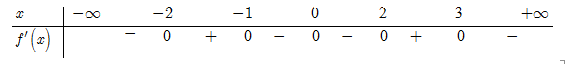 x −∞ −2 −1 0 2 3 +∞
f′(x) − 0 + 0 − 0 − 0 + 0 −